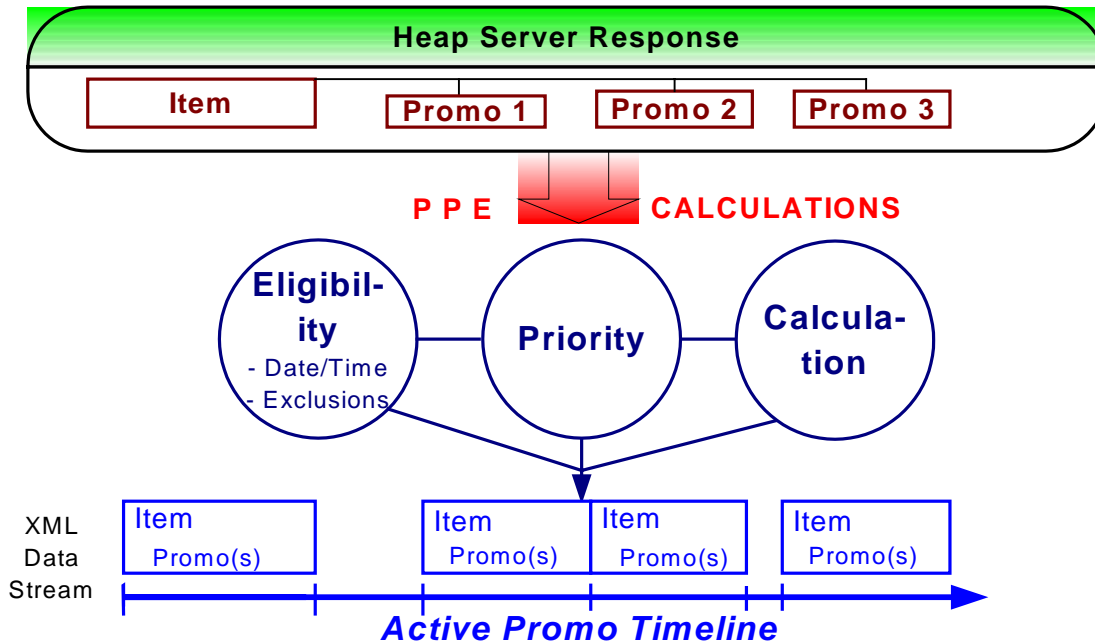 Heap Server Response
Item
Promo 1
Promo 2
Promo 3
P P E CALCULATIONS
Eligibil-
ity
- Date/Time
- Exclusions
Priority
Calcula-
tion
XML
Data
Stream
Item
Promo(s)
Item
Promo(s)
Item
Promo(s)
Item
Promo(s)
Active Promo Timeline